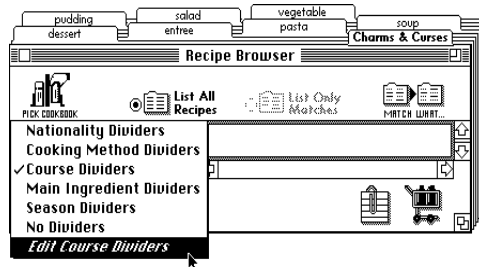 pudding salad vegetable
dessert entree pasta soup
Charms & Curses
Recipe Browser
List All
Recipes
List Only
Matches
PICK COOKBOOK
MATCH WHAT...
Nationality Dividers
Cooking Method Dividers
✓Course Dividers
Main Ingredient Dividers
Season Dividers
No Dividers
Edit Course Dividers